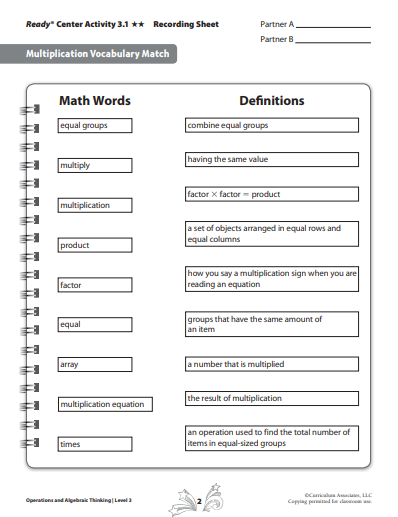 Ready® Center Activity 3.1 ★★ Recording Sheet
Partner A
Partner B
Multiplication Vocabulary Match
Math Words
Definitions
equal groups
combine equal groups
multiply
having the same value
multiplication
factor × factor = product
product
a set of objects arranged in equal rows and
equal columns
factor
how you say a multiplication sign when you are
reading an equation
equal
groups that have the same amount of
an item
array
a number that is multiplied
multiplication equation
the result of multiplication
times
an operation used to find the total number of
items in equal-sized groups
Operations and Algebraic Thinking | Level 3
2
©Curriculum Associates, LLC
Copying permitted for classroom use.